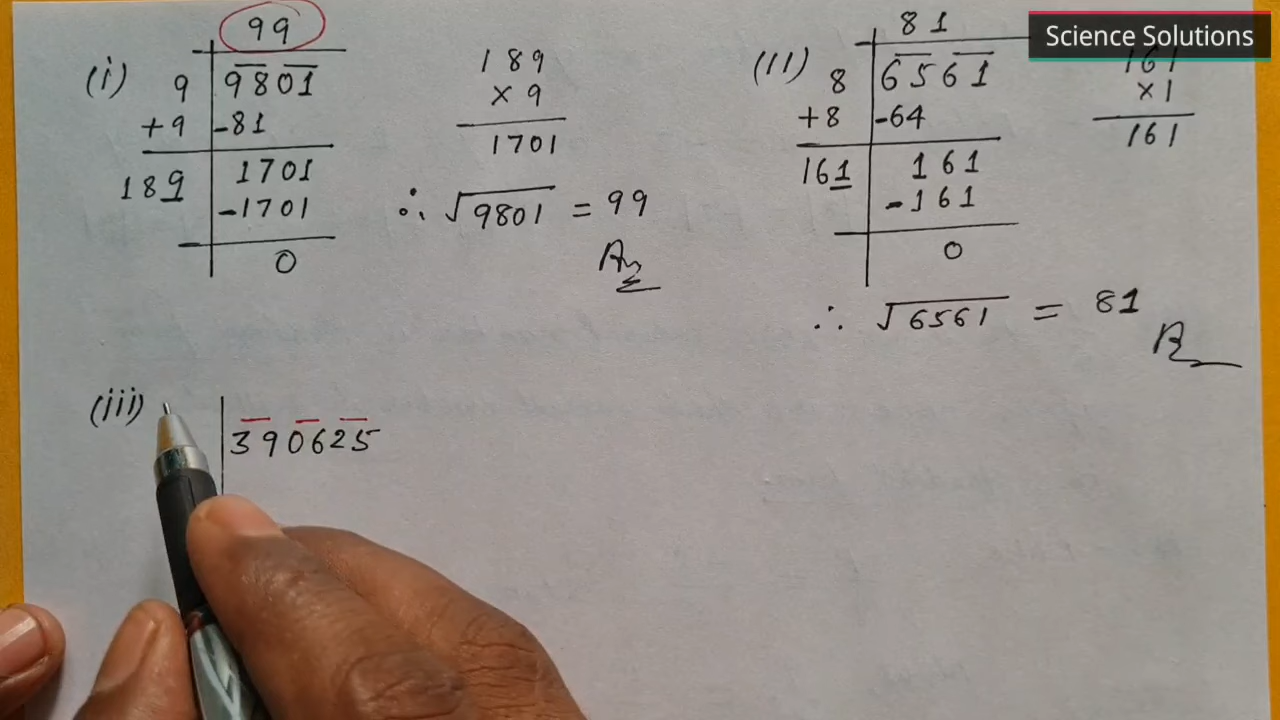 Science Solutions
(i)
99
9 9801
+9 -81
189 1701
-1701
0
189
× 9
1701
∴ √9801 = 99
Ans
(II)
81
8 6561
+8 -64
161 161
-161
0
161
×1
161
∴ √6561 = 81
(iii)
390625